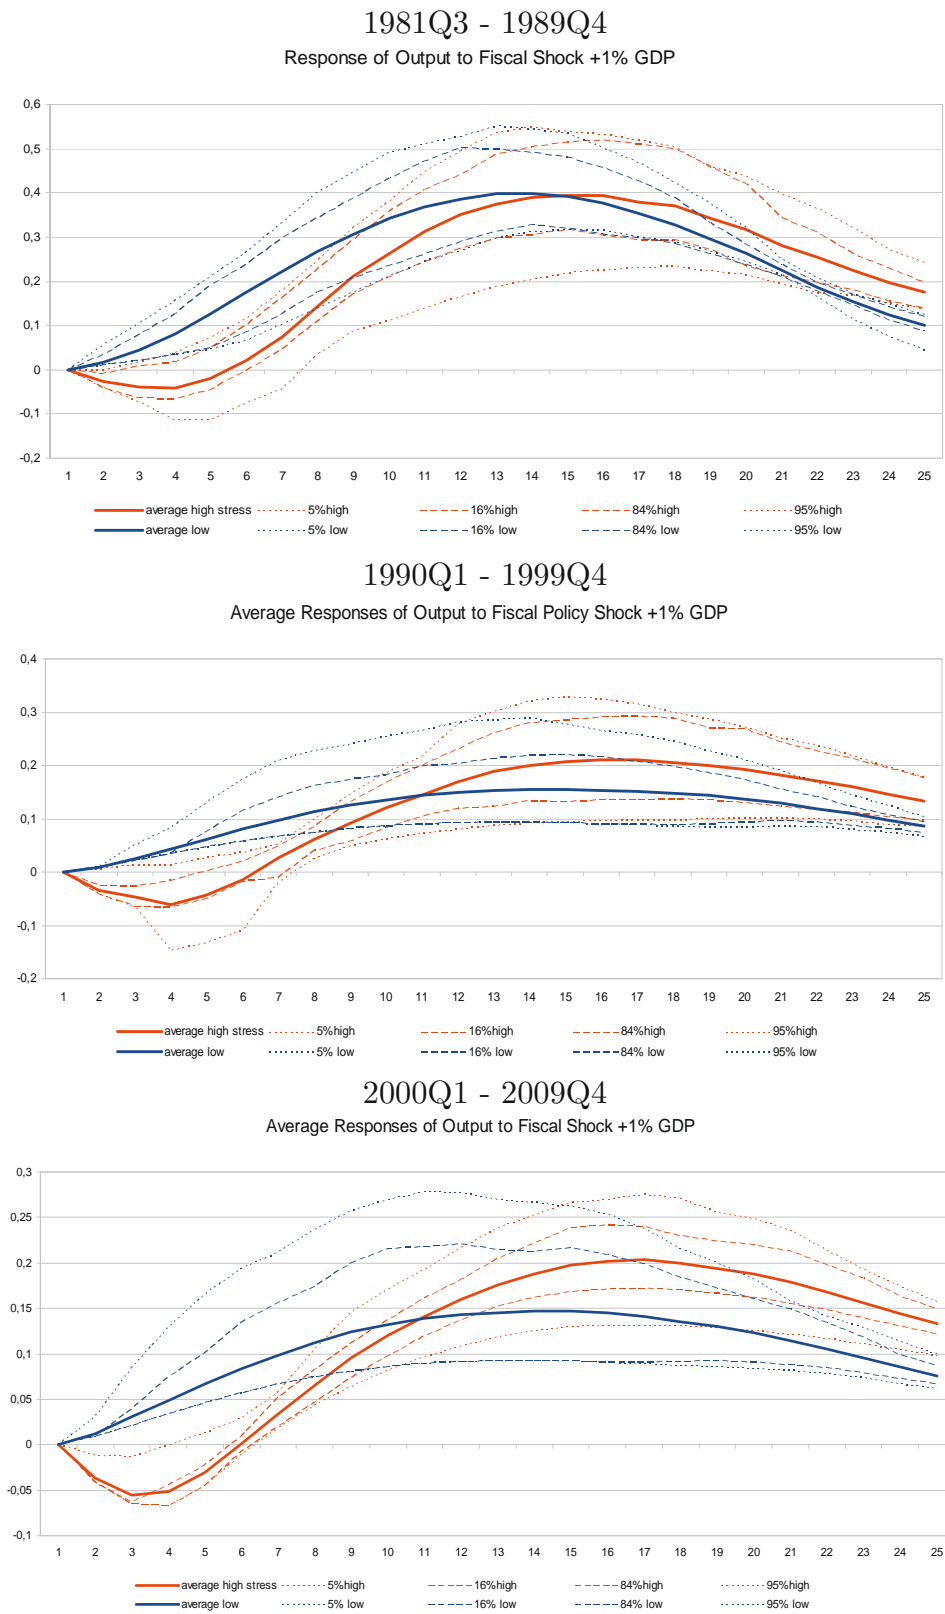 1981Q3 - 1989Q4
Response of Output to Fiscal Shock +1% GDP
0,6
0,5
0,4
0,3
0,2
0,1
0
-0,1
-0,2
1 2 3 4 5 6 7 8 9 10 11 12 13 14 15 16 17 18 19 20 21 22 23 24 25
average high stress 5%high 16%high 84%high 95%high
average low 5% low 16% low 84% low 95% low
1990Q1 - 1999Q4
Average Responses of Output to Fiscal Policy Shock +1% GDP
0,4
0,3
0,2
0,1
0
-0,1
-0,2
1 2 3 4 5 6 7 8 9 10 11 12 13 14 15 16 17 18 19 20 21 22 23 24 25
average high stress 5%high 16%high 84%high 95%high
average low 5% low 16% low 84% low 95% low
2000Q1 - 2009Q4
Average Responses of Output to Fiscal Shock +1% GDP
0,3
0,25
0,2
0,15
0,1
0,05
0
-0,05
-0,1
1 2 3 4 5 6 7 8 9 10 11 12 13 14 15 16 17 18 19 20 21 22 23 24 25
average high stress 5%high 16%high 84%high 95%high
average low 5% low 16% low 84% low 95% low